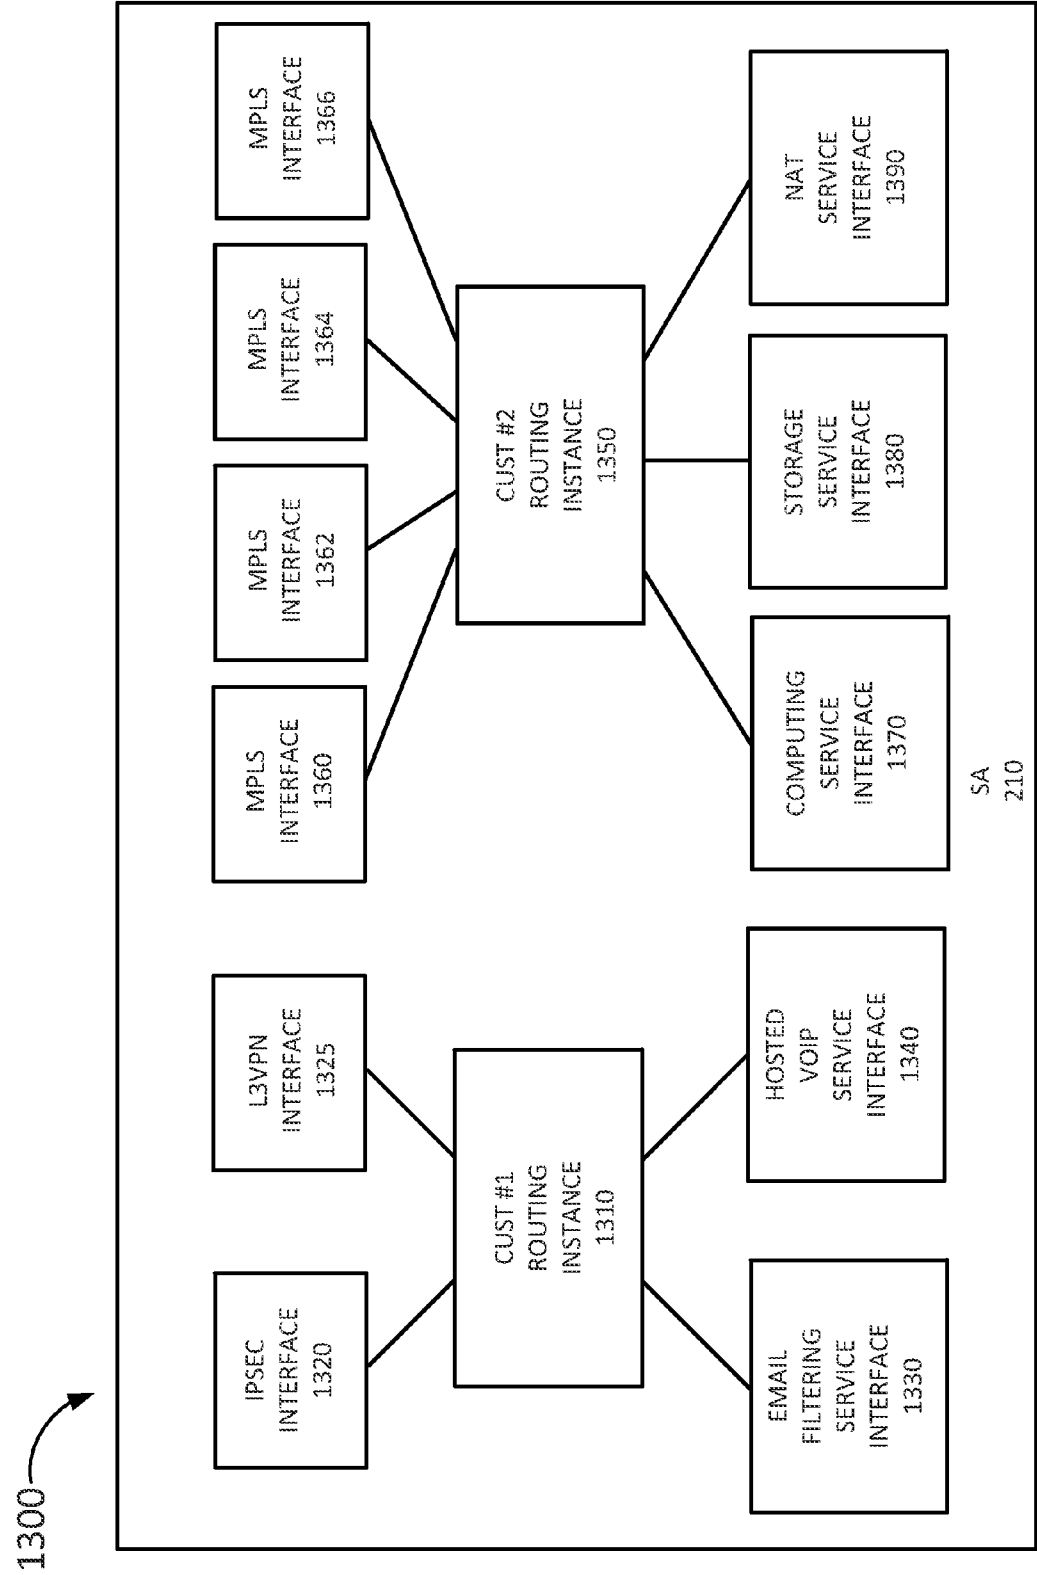 1300
IPSEC
INTERFACE
1320
L3VPN
INTERFACE
1325
MPLS
INTERFACE
1360
MPLS
INTERFACE
1362
MPLS
INTERFACE
1364
MPLS
INTERFACE
1366
CUST #1
ROUTING
INSTANCE
1310
CUST #2
ROUTING
INSTANCE
1350
EMAIL
FILTERING
SERVICE
INTERFACE
1330
HOSTED
VOIP
SERVICE
INTERFACE
1340
COMPUTING
SERVICE
INTERFACE
1370
STORAGE
SERVICE
INTERFACE
1380
NAT
SERVICE
INTERFACE
1390
SA
210